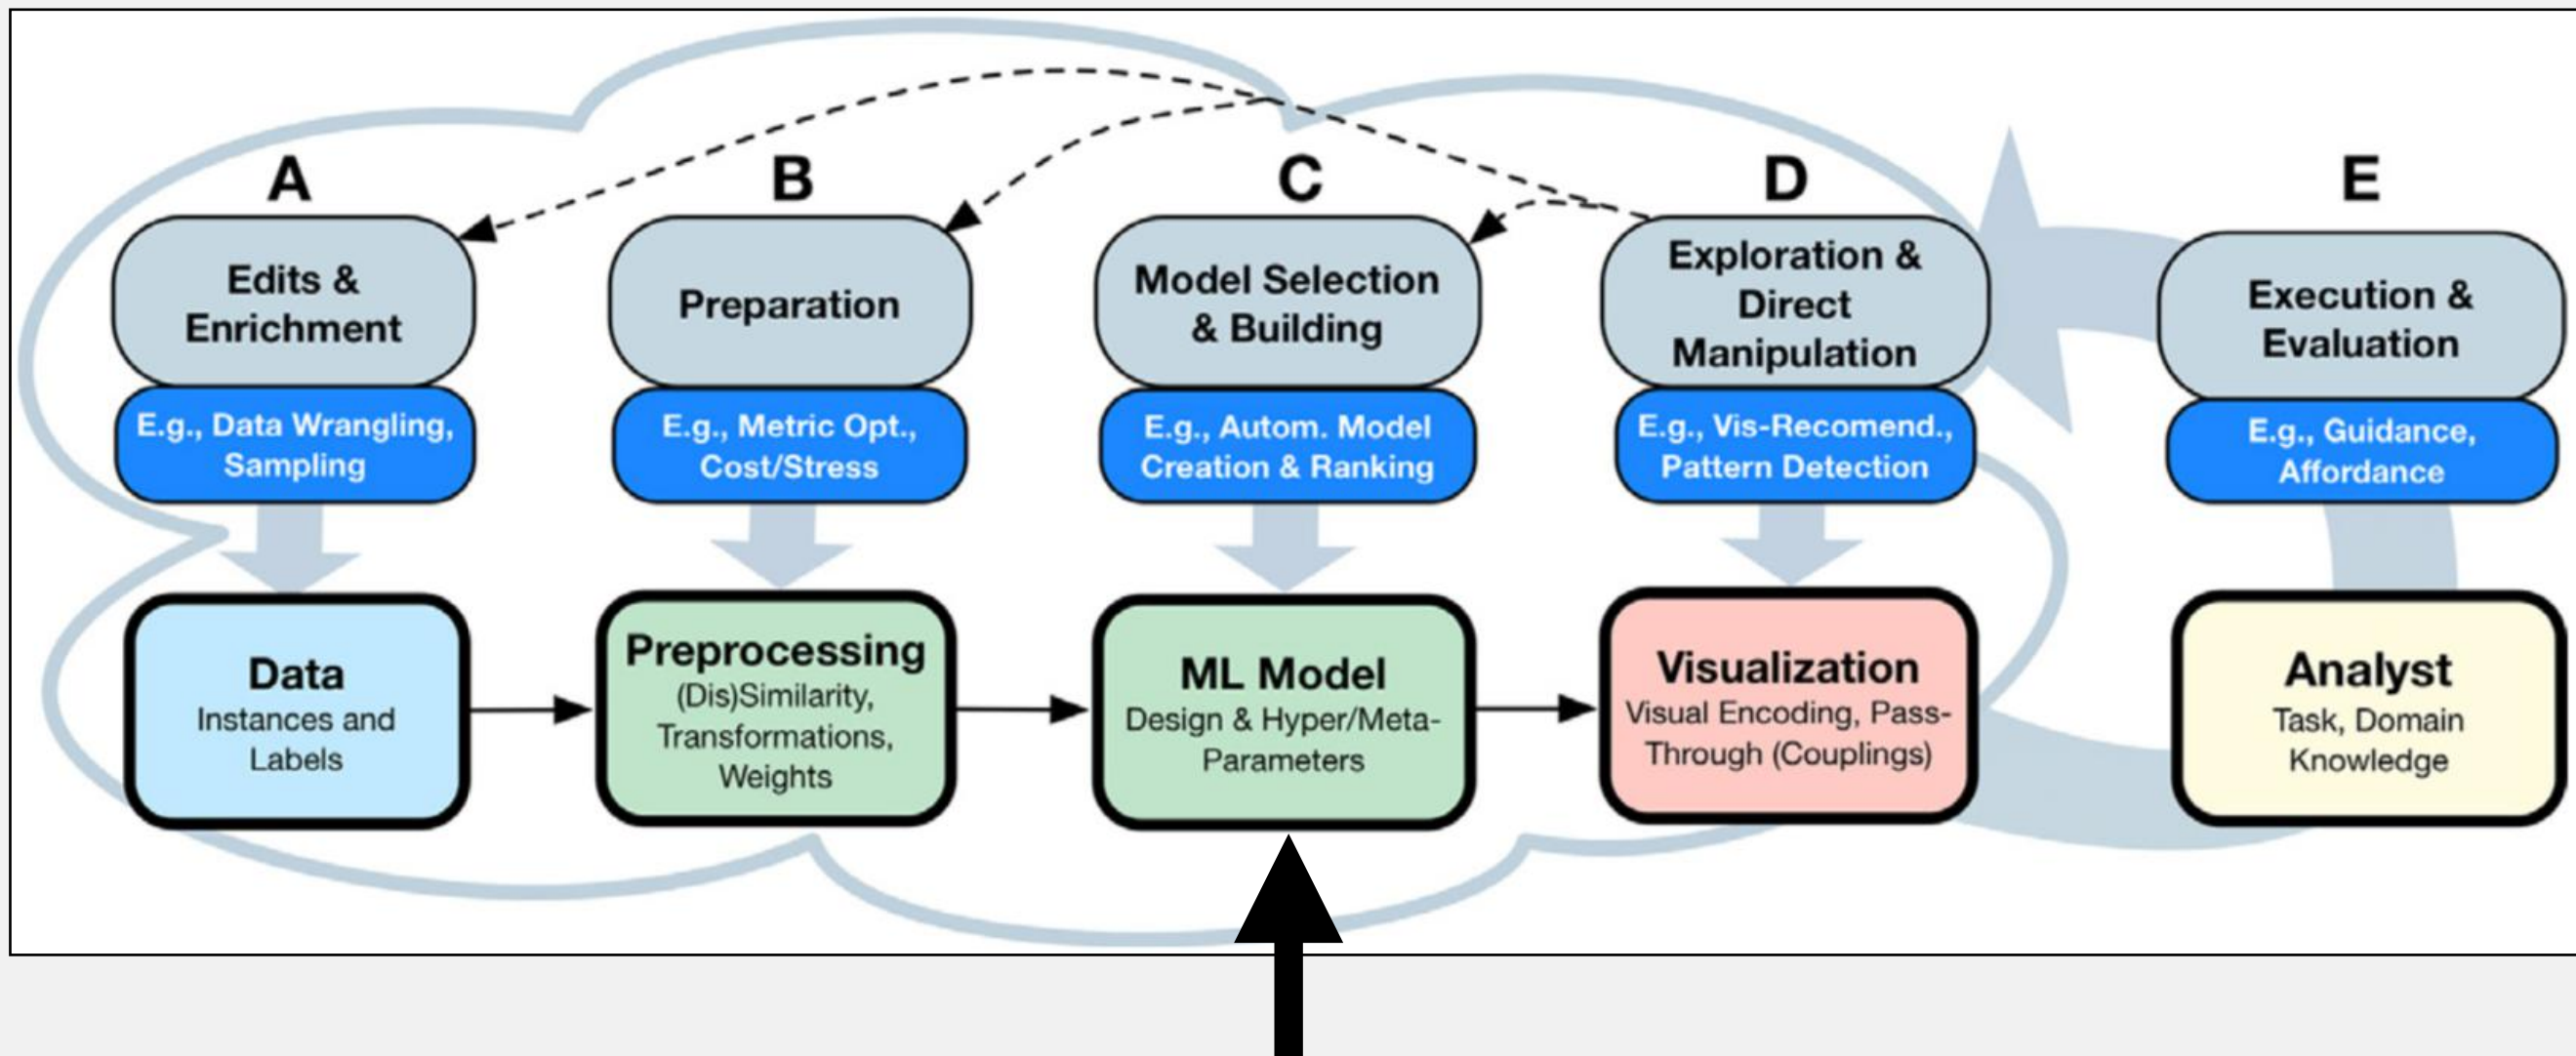 A
B
C
D
E
Edits &
Enrichment
Preparation
Model Selection
& Building
Exploration &
Direct
Manipulation
Execution &
Evaluation
E.g., Data Wrangling,
Sampling
E.g., Metric Opt.,
Cost/Stress
E.g., Autom. Model
Creation & Ranking
E.g., Vis-Recomend.,
Pattern Detection
E.g., Guidance,
Affordance
Data
Instances and
Labels
Preprocessing
(Dis)Similarity,
Transformations,
Weights
ML Model
Design & Hyper/Meta-
Parameters
Visualization
Visual Encoding, Pass-
Through (Couplings)
Analyst
Task, Domain
Knowledge